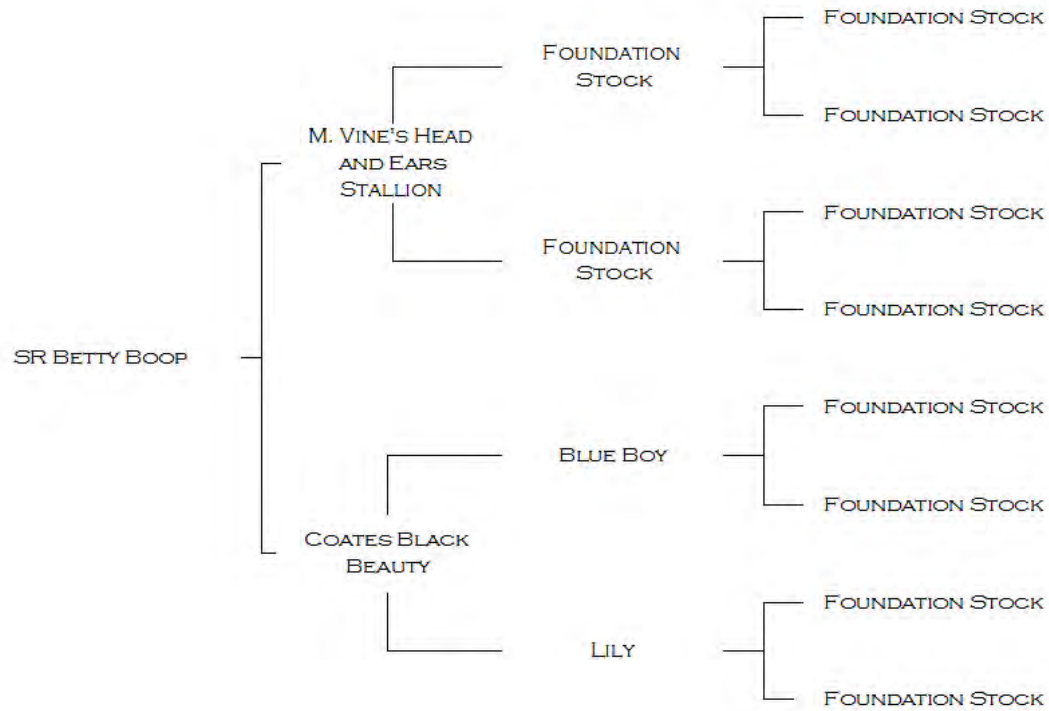 Foundation Stock
Foundation
Stock
Foundation Stock
M. Vine's Head
and Ears
Stallion
Foundation Stock
Foundation
Stock
Foundation Stock
SR Betty Boop
Foundation Stock
Blue Boy
Foundation Stock
Coates Black
Beauty
Foundation Stock
Lily
Foundation Stock